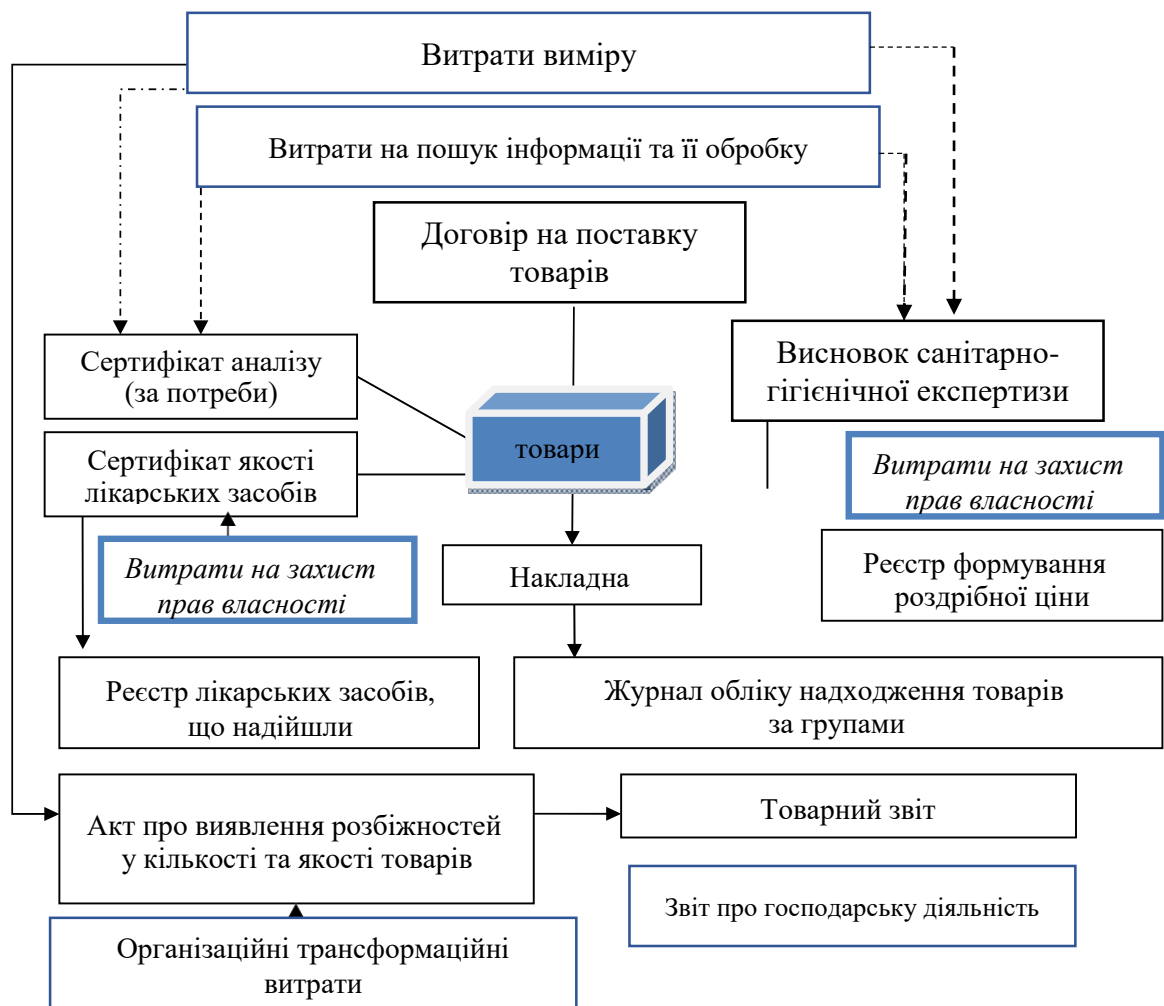 Витрати виміру
Витрати на пошук інформації та її обробку
Договір на поставку
товарів
Сертифікат аналізу
(за потреби)
Висновок санітарно-
гігієнічної експертизи
товари
Сертифікат якості
лікарських засобів
Витрати на захист
прав власності
Витрати на захист
прав власності
Накладна
Реєстр формування
роздрібної ціни
Реєстр лікарських засобів,
що надійшли
Журнал обліку надходження товарів
за групами
Акт про виявлення розбіжностей
у кількості та якості товарів
Товарний звіт
Звіт про господарську діяльність
Організаційні трансформаційні
витрати